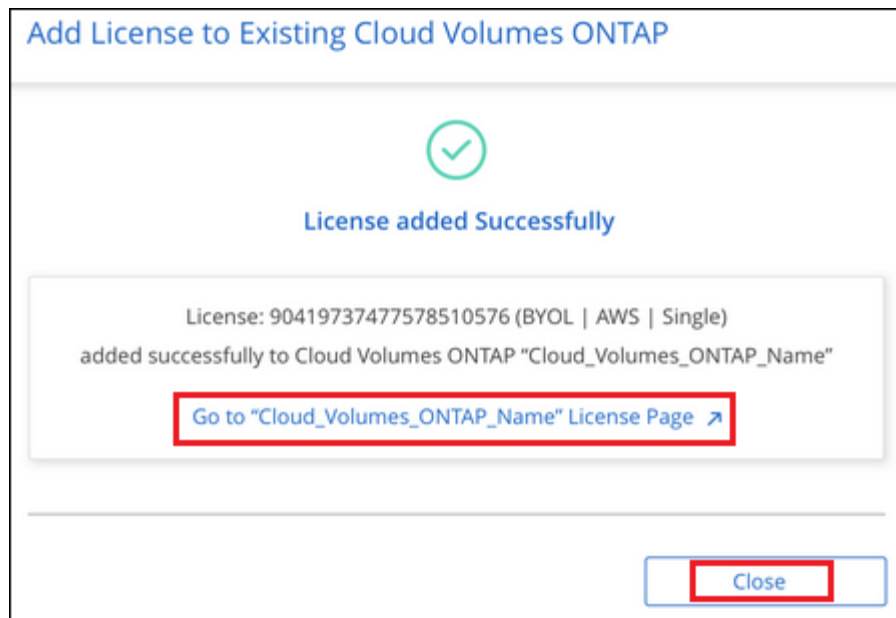 Add License to Existing Cloud Volumes ONTAP
License added Successfully
License: 90419737477578510576 (BYOL | AWS | Single)
added successfully to Cloud Volumes ONTAP “Cloud_Volumes_ONTAP_Name”
Go to “Cloud_Volumes_ONTAP_Name” License Page ↗
Close